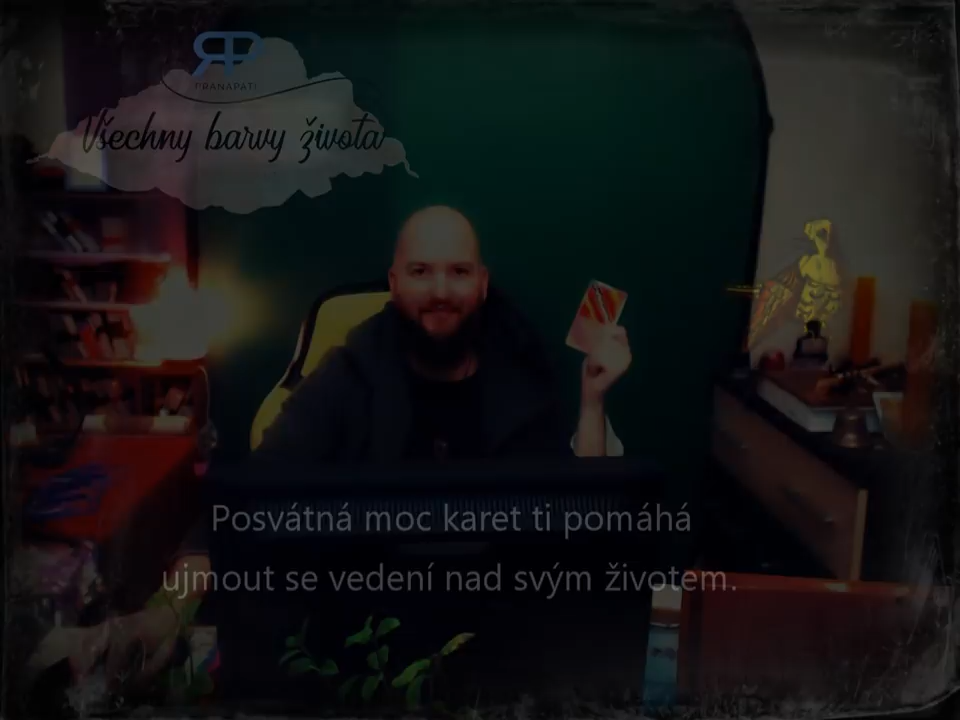 PRANAPATI
Všechny barvy života
Posvátná moc karet ti pomáhá
ujmout se vedení nad svým životem.